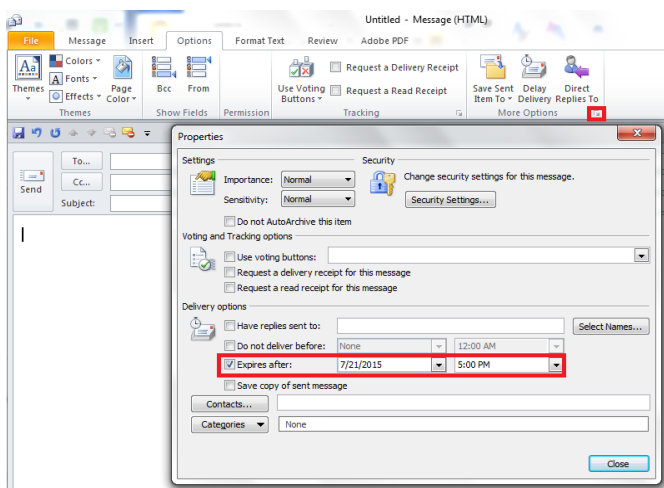 Untitled - Message (HTML)
File Message Insert Options Format Text Review Adobe PDF
Aa Colors Request a Delivery Receipt
A Fonts Request a Read Receipt
Effects
Themes Page Color Bcc From Use Voting Buttons Save Sent Item To Delay Delivery Direct Replies To
Themes Show Fields Permission Tracking More Options
Properties
To...
Cc...
Send
Subject:
Settings Security
Importance: Normal Change security settings for this message.
Sensitivity: Normal Security Settings...
Do not AutoArchive this item
Voting and Tracking options
Use voting buttons:
Request a delivery receipt for this message
Request a read receipt for this message
Delivery options
Have replies sent to: Select Names...
Do not deliver before: None 12:00 AM
Expires after: 7/21/2015 5:00 PM
Save copy of sent message
Contacts...
Categories None
Close